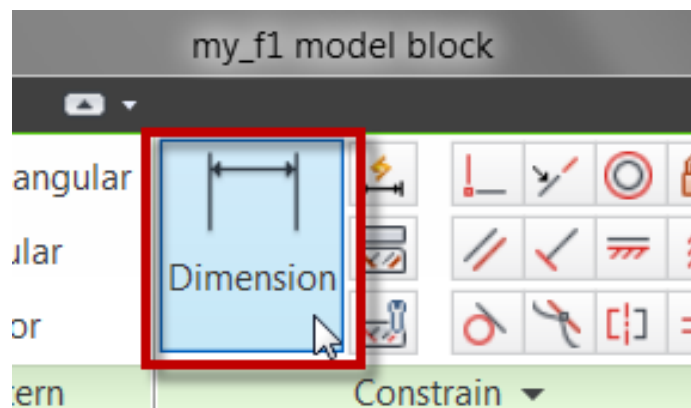 my_f1 model block
angular
ular
Dimension
or
tern
Constrain